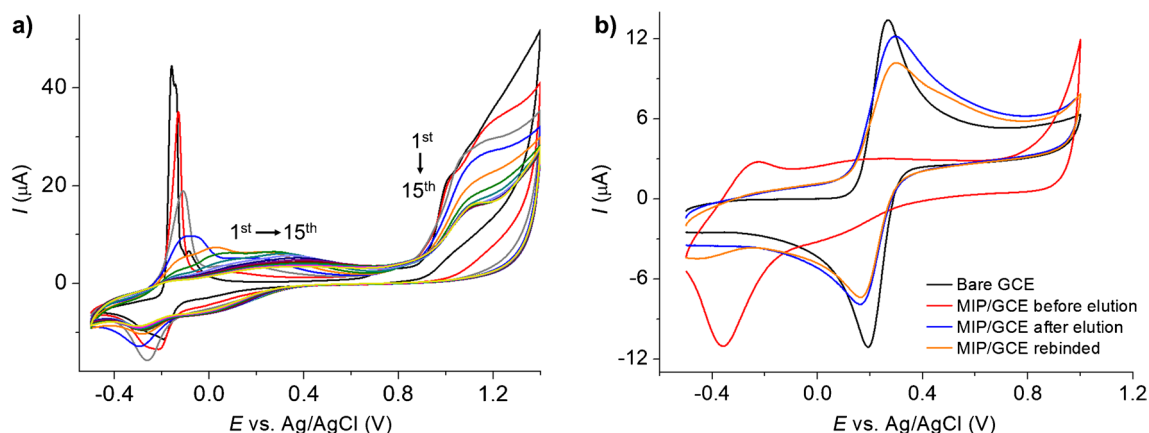 a)
40
20
0
I (µA)
1st
15th
1st → 15th
-0.4 0.0 0.4 0.8 1.2
E vs. Ag/AgCl (V)
b)
12
6
0
-6
-12
I (µA)
Bare GCE
MIP/GCE before elution
MIP/GCE after elution
MIP/GCE rebinded
-0.4 0.0 0.4 0.8 1.2
E vs. Ag/AgCl (V)